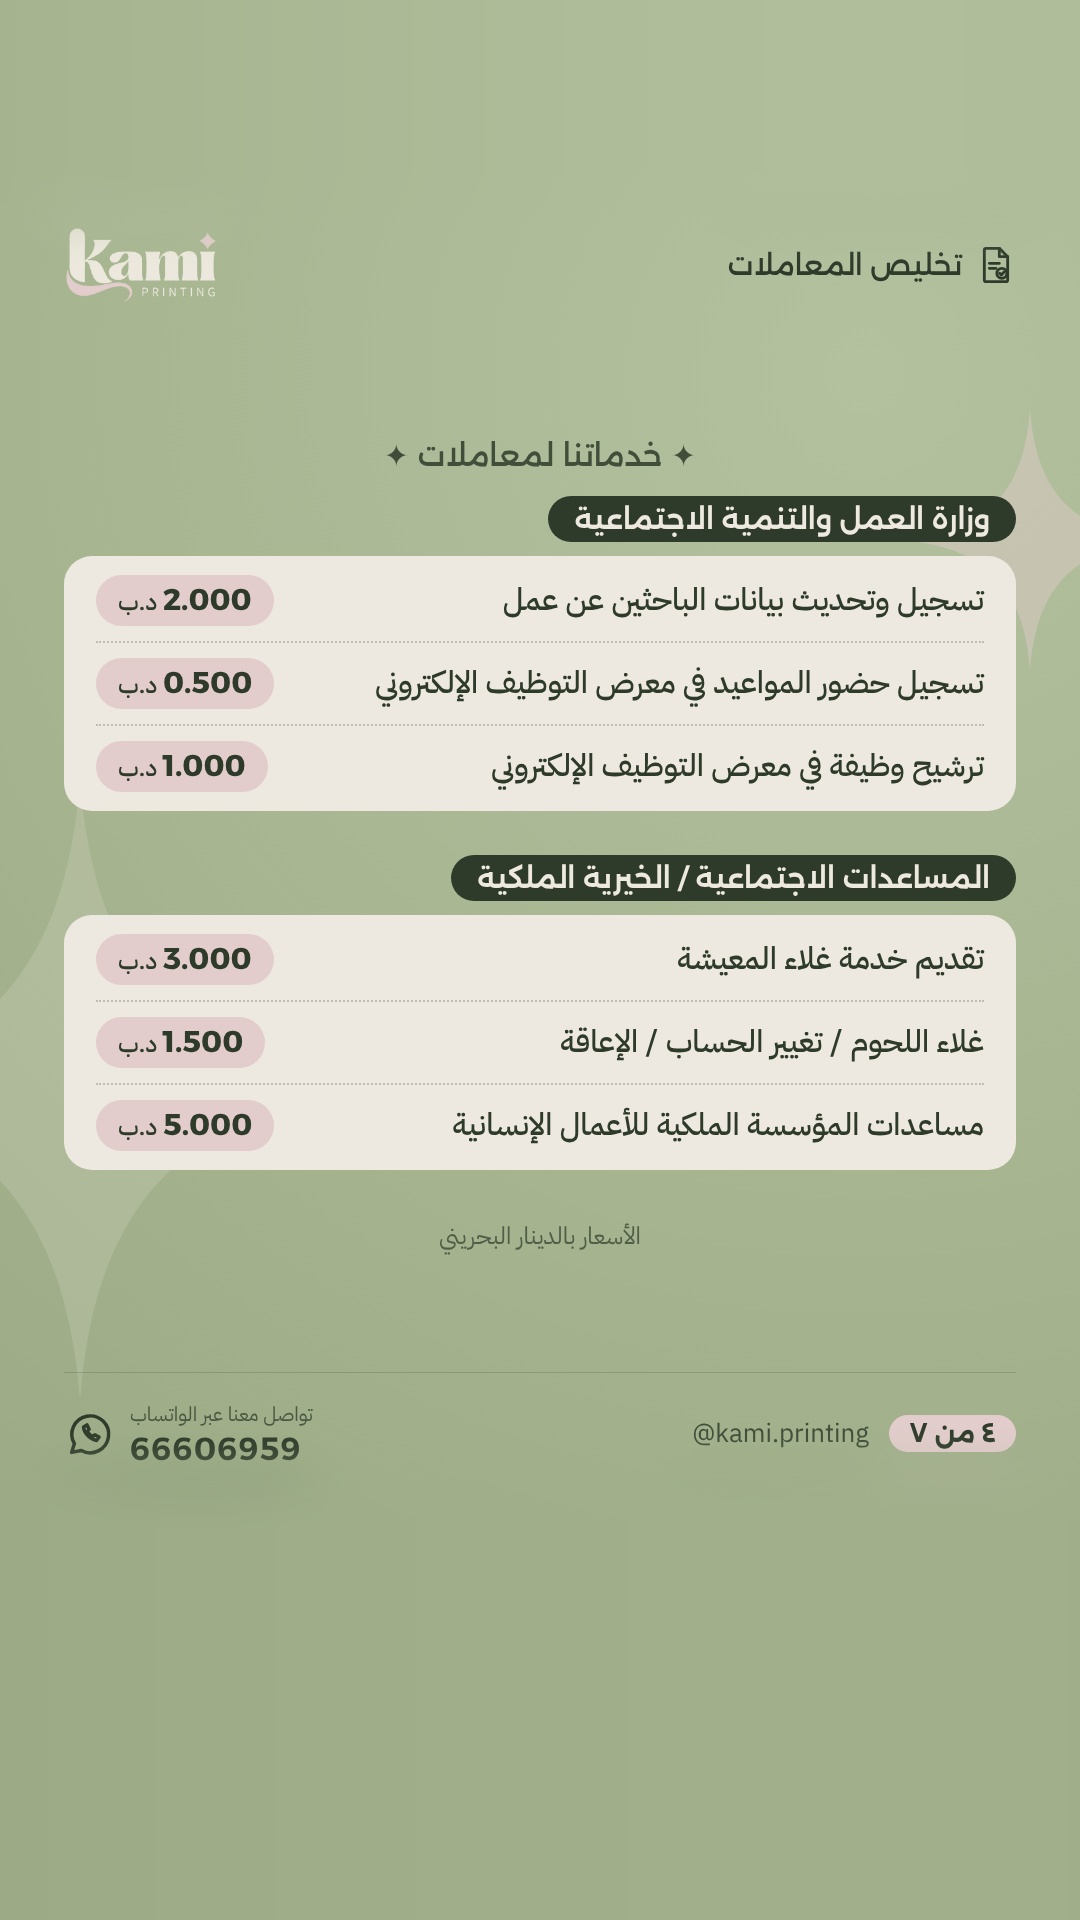 تخليص المعاملات
kami
PRINTING
✦ خدماتنا لمعاملات ✦
وزارة العمل والتنمية الاجتماعية
تسجيل وتحديث بيانات الباحثين عن عمل 2.000 د.ب
تسجيل حضور المواعيد في معرض التوظيف الإلكتروني 0.500 د.ب
ترشيح وظيفة في معرض التوظيف الإلكتروني 1.000 د.ب
المساعدات الاجتماعية / الخيرية الملكية
تقديم خدمة غلاء المعيشة 3.000 د.ب
غلاء اللحوم / تغيير الحساب / الإعاقة 1.500 د.ب
مساعدات المؤسسة الملكية للأعمال الإنسانية 5.000 د.ب
الأسعار بالدينار البحريني
٤ من ٧ @kami.printing
تواصل معنا عبر الواتساب
66606959